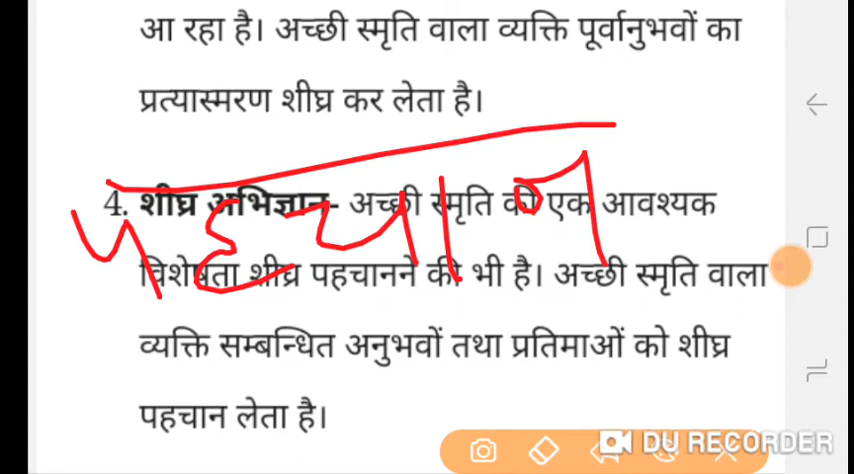 आ रहा है। अच्छी स्मृति वाला व्यक्ति पूर्वानुभवों का
प्रत्यास्मरण शीघ्र कर लेता है।
4. शीघ्र अभिज्ञान- अच्छी स्मृति की एक आवश्यक
पहचान
विशेषता शीघ्र पहचानने की भी है। अच्छी स्मृति वाला
व्यक्ति सम्बन्धित अनुभवों तथा प्रतिमाओं को शीघ्र
पहचान लेता है।
DU RECORDER